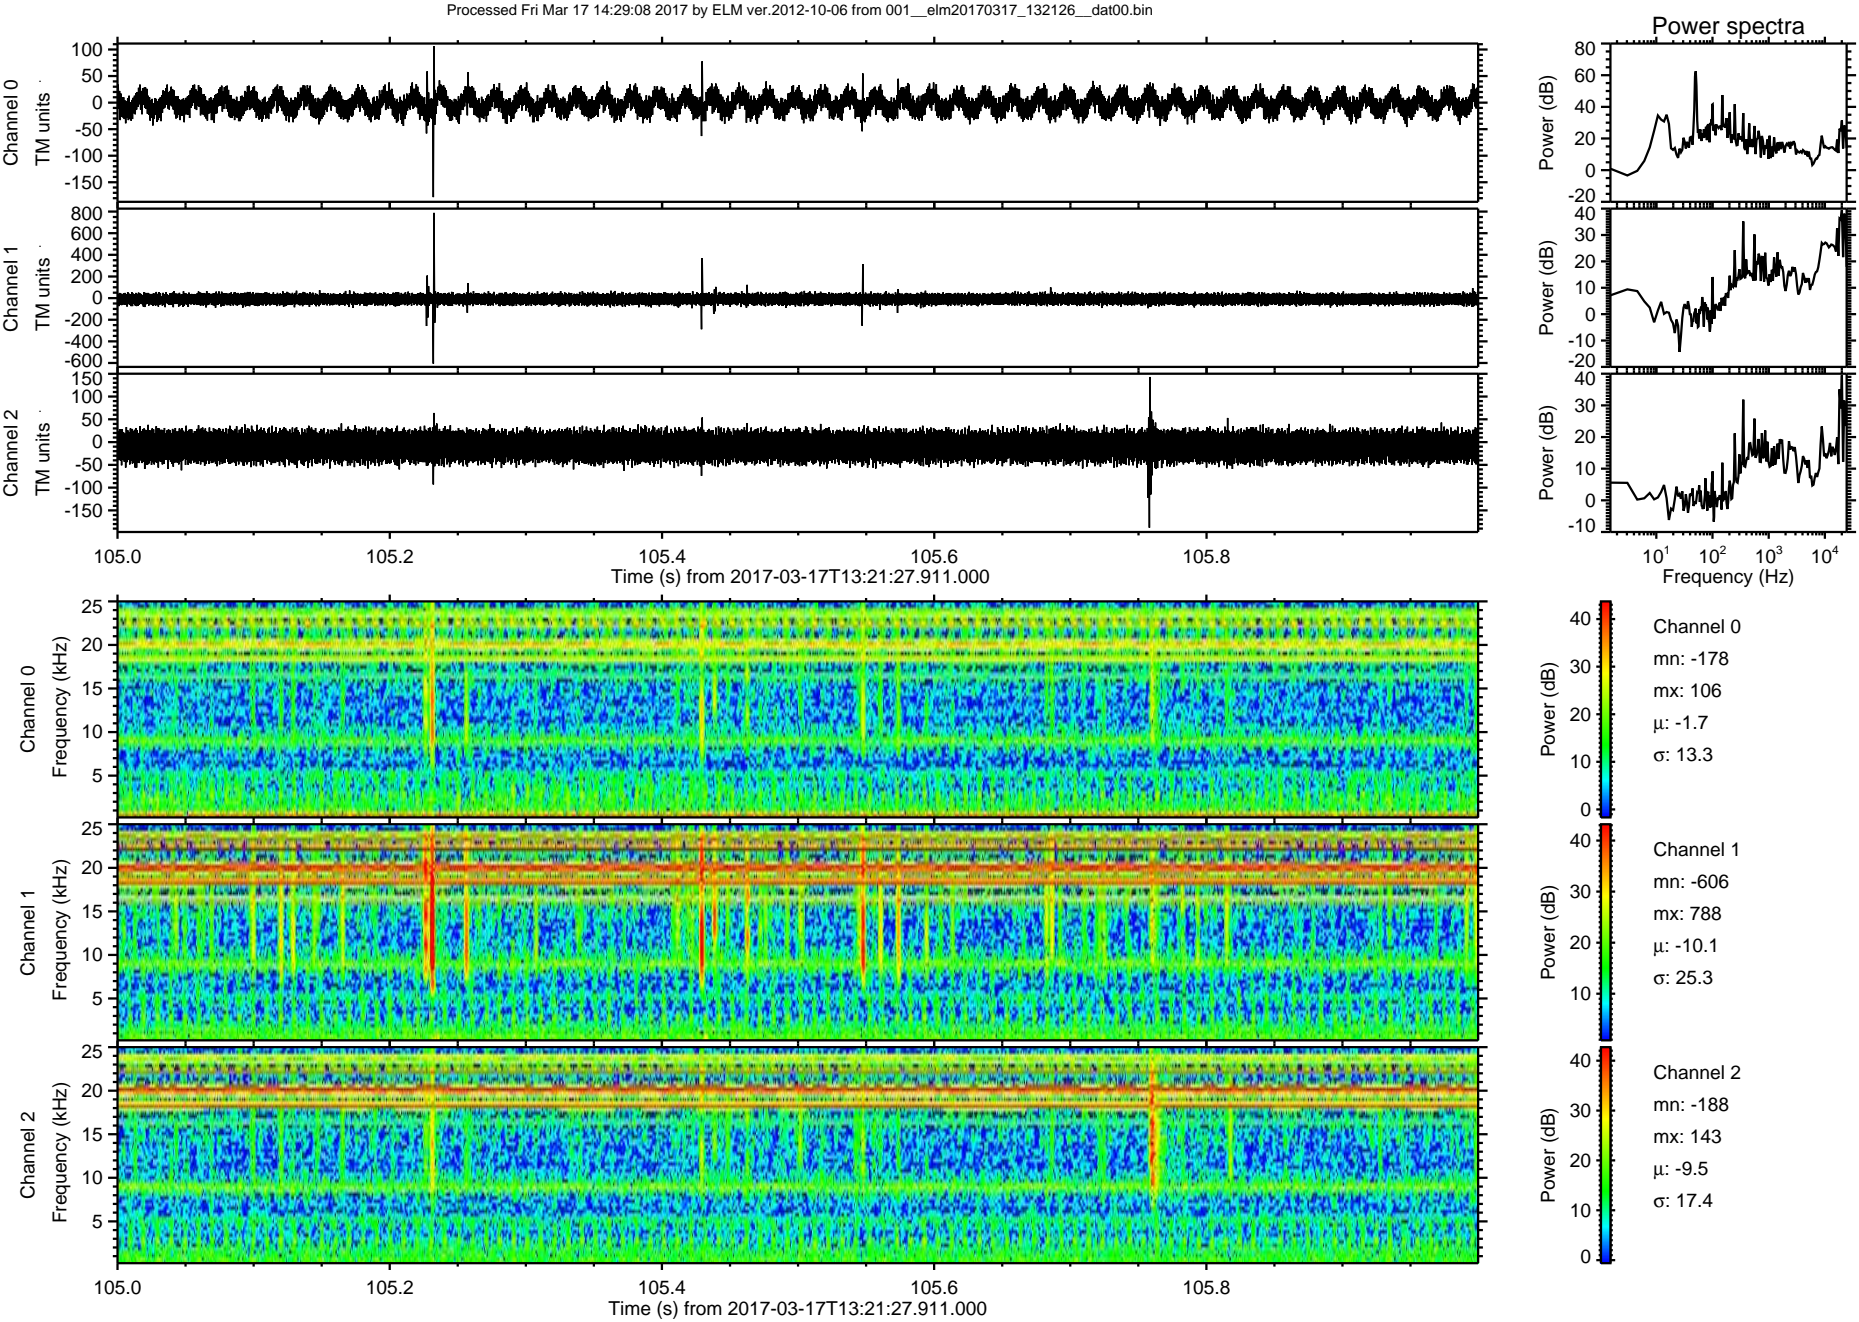 Processed Fri Mar 17 14:29:08 2017 by ELM ver.2012-10-06 from 001__elm20170317_132126__dat00.bin
Power spectra
Channel 0
TM units
100
50
0
-50
-100
-150
Power (dB)
80
60
40
20
0
-20
Channel 1
TM units
800
600
400
200
0
-200
-400
-600
Power (dB)
40
30
20
10
0
-10
-20
Channel 2
TM units
150
100
50
0
-50
-100
-150
Power (dB)
40
30
20
10
0
-10
105.0 105.2 105.4 105.6 105.8
Time (s) from 2017-03-17T13:21:27.911.000
10^1 10^2 10^3 10^4
Frequency (Hz)
Channel 0
Frequency (kHz)
25
20
15
10
5
Power (dB)
40
30
20
10
0
Channel 0
mn: -178
mx: 106
μ: -1.7
σ: 13.3
Channel 1
Frequency (kHz)
25
20
15
10
5
Power (dB)
40
30
20
10
Channel 1
mn: -606
mx: 788
μ: -10.1
σ: 25.3
Channel 2
Frequency (kHz)
25
20
15
10
5
Power (dB)
40
30
20
10
0
Channel 2
mn: -188
mx: 143
μ: -9.5
σ: 17.4
105.0 105.2 105.4 105.6 105.8
Time (s) from 2017-03-17T13:21:27.911.000